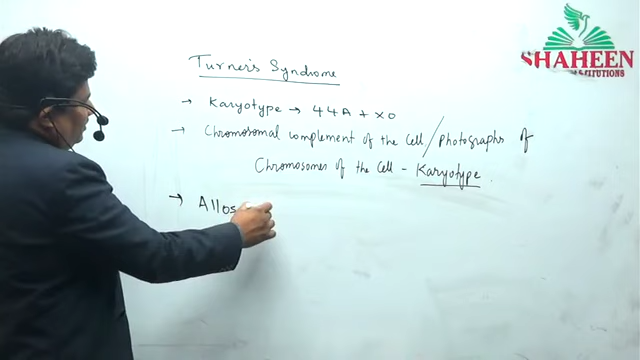 SHAHEEN
INSTITUTIONS
Turner's Syndrome
→ Karyotype → 44A + XO
→ Chromosomal complement of the Cell / Photographs of
Chromosomes of the Cell - Karyotype.
→ Allos